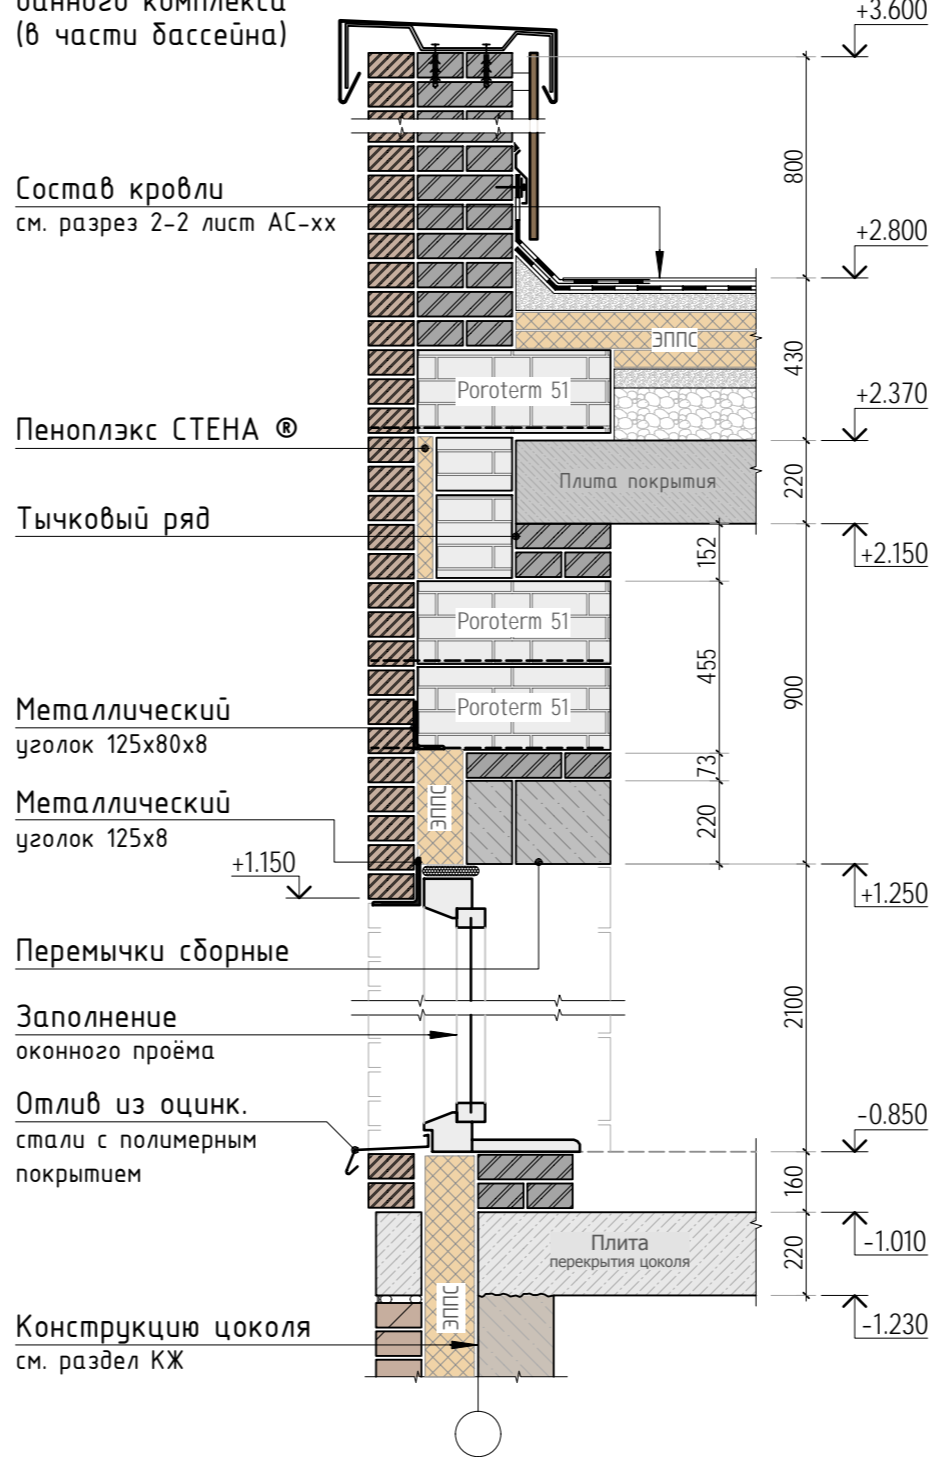 банного комплекса
(в части бассейна)
+3.600
800
Состав кровли
см. разрез 2-2 лист АС-хх
+2.800
ЭППС
430
Poroterm 51
+2.370
Пеноплэкс СТЕНА ®
Плита покрытия
220
Тычковый ряд
152
+2.150
Poroterm 51
455
900
Металлический
уголок 125х80х8
Poroterm 51
73
ЭППС
Металлический
уголок 125х8
220
+1.150
+1.250
Перемычки сборные
2100
Заполнение
оконного проёма
Отлив из оцинк.
стали с полимерным
покрытием
-0.850
160
Плита
перекрытия цоколя
220
-1.010
ЭППС
Конструкцию цоколя
см. раздел КЖ
-1.230